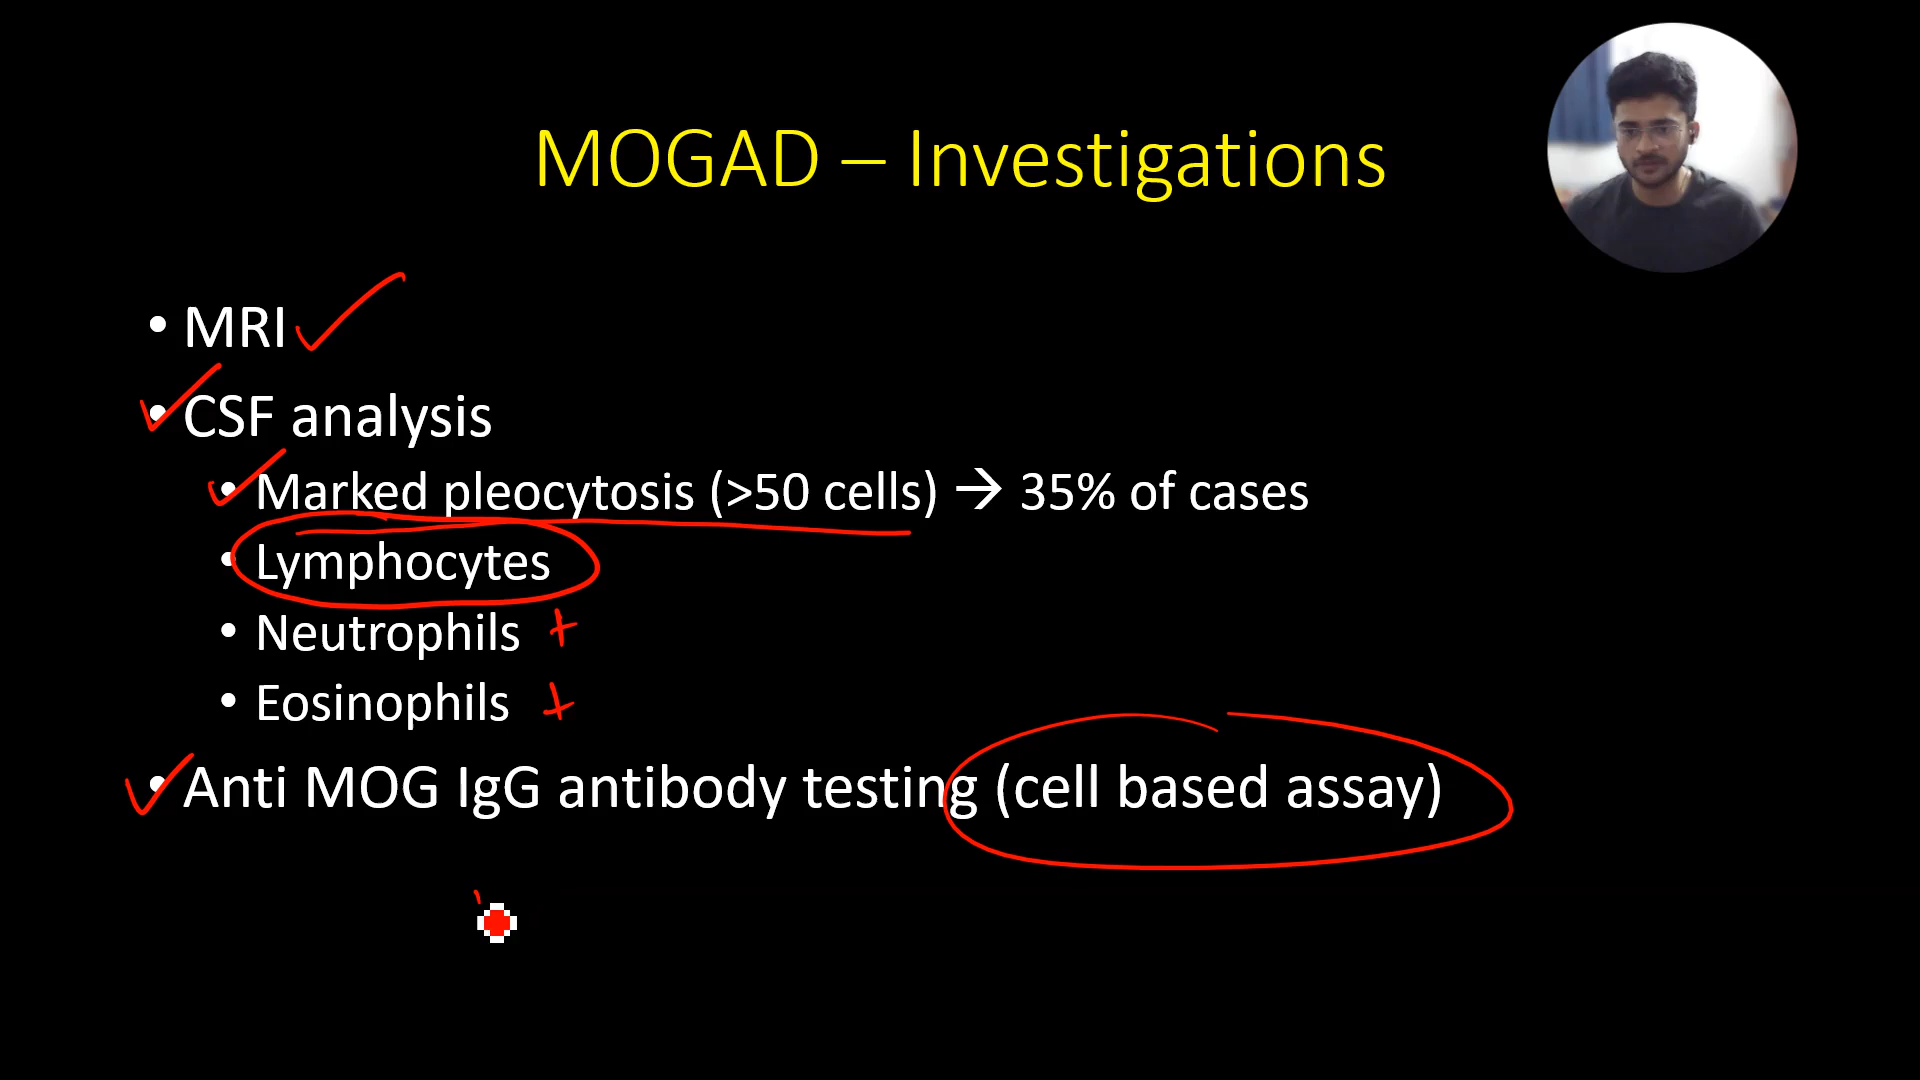 MOGAD – Investigations
• MRI
• CSF analysis
• Marked pleocytosis (>50 cells) → 35% of cases
• Lymphocytes
• Neutrophils +
• Eosinophils +
• Anti MOG IgG antibody testing (cell based assay)